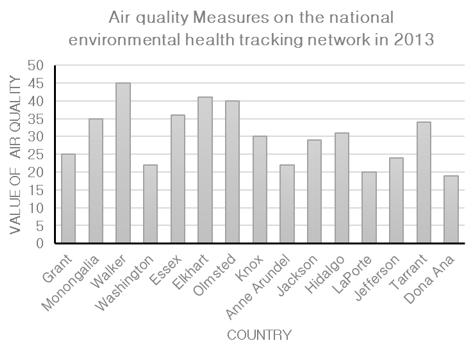 Air quality Measures on the national
environmental health tracking network in 2013
VALUE OF AIR QUALITY
50
45
40
35
30
25
20
15
10
5
0
Grant
Monongalia
Walker
Washington
Essex
Elkhart
Olmsted
Knox
Anne Arundel
Jackson
Hidalgo
LaPorte
Jefferson
Tarrant
Dona Ana
COUNTRY